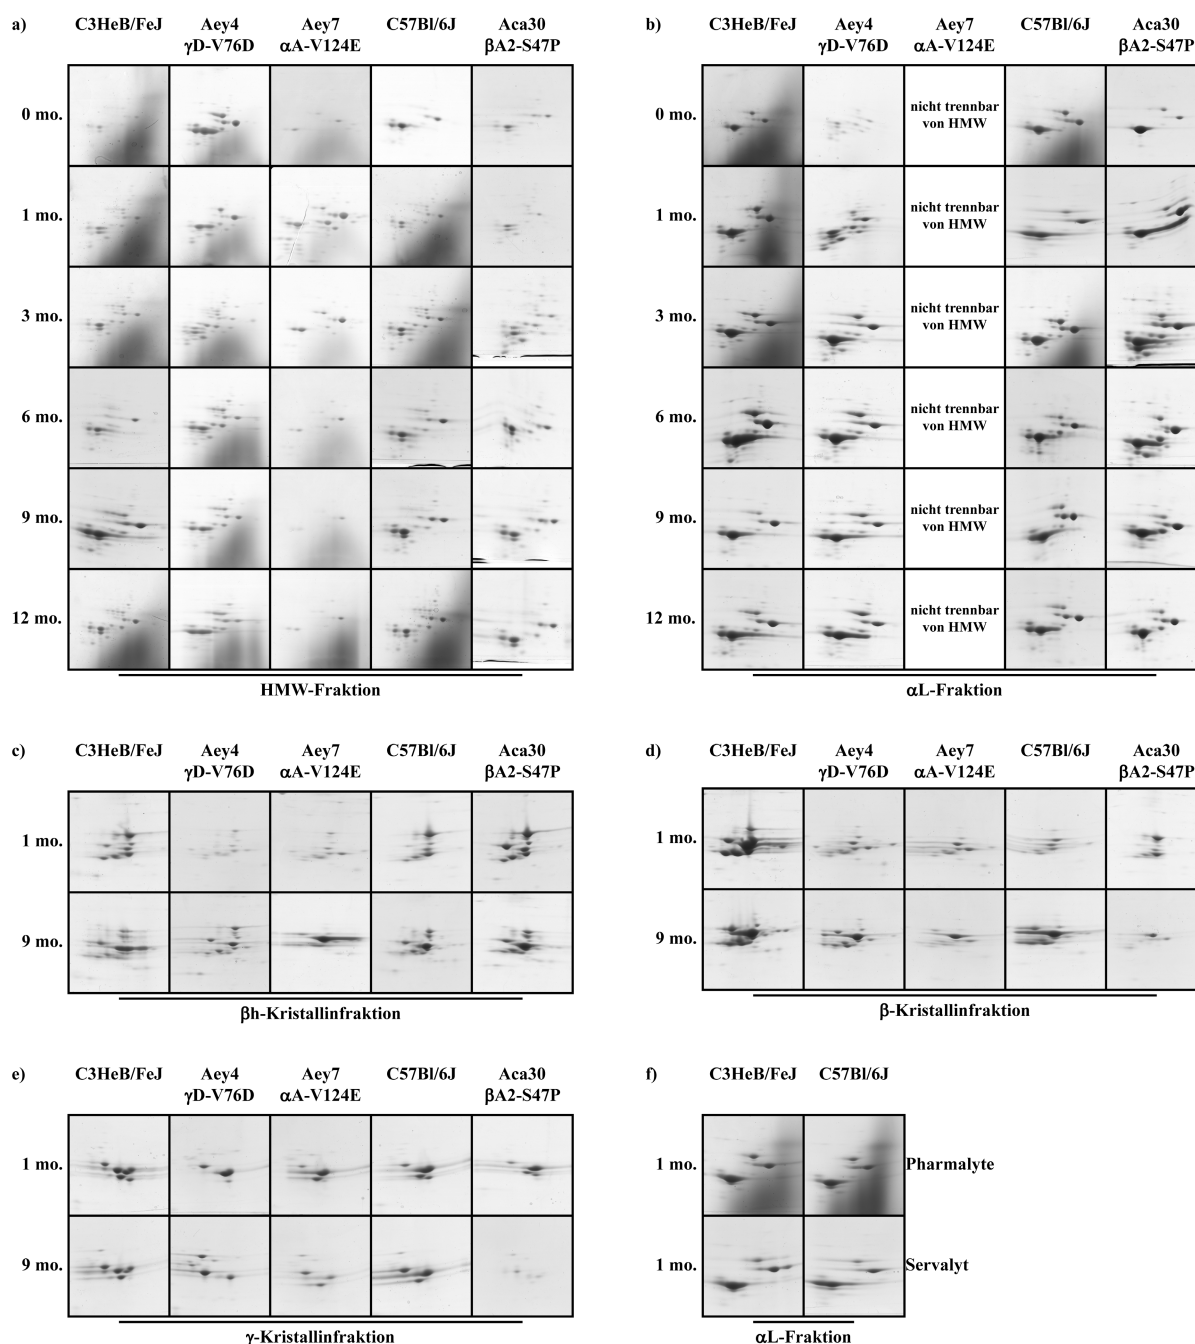 a)
C3HeB/FeJ
Aey4
γD-V76D
Aey7
αA-V124E
C57Bl/6J
Aca30
βA2-S47P
0 mo.
1 mo.
3 mo.
6 mo.
9 mo.
12 mo.
HMW-Fraktion
b)
C3HeB/FeJ
Aey4
γD-V76D
Aey7
αA-V124E
C57Bl/6J
Aca30
βA2-S47P
0 mo.
nicht trennbar
von HMW
1 mo.
nicht trennbar
von HMW
3 mo.
nicht trennbar
von HMW
6 mo.
nicht trennbar
von HMW
9 mo.
nicht trennbar
von HMW
12 mo.
nicht trennbar
von HMW
αL-Fraktion
c)
C3HeB/FeJ
Aey4
γD-V76D
Aey7
αA-V124E
C57Bl/6J
Aca30
βA2-S47P
1 mo.
9 mo.
βh-Kristallinfraktion
d)
C3HeB/FeJ
Aey4
γD-V76D
Aey7
αA-V124E
C57Bl/6J
Aca30
βA2-S47P
1 mo.
9 mo.
β-Kristallinfraktion
e)
C3HeB/FeJ
Aey4
γD-V76D
Aey7
αA-V124E
C57Bl/6J
Aca30
βA2-S47P
1 mo.
9 mo.
γ-Kristallinfraktion
f)
C3HeB/FeJ
C57Bl/6J
1 mo.
Pharmalyte
1 mo.
Servalyt
αL-Fraktion